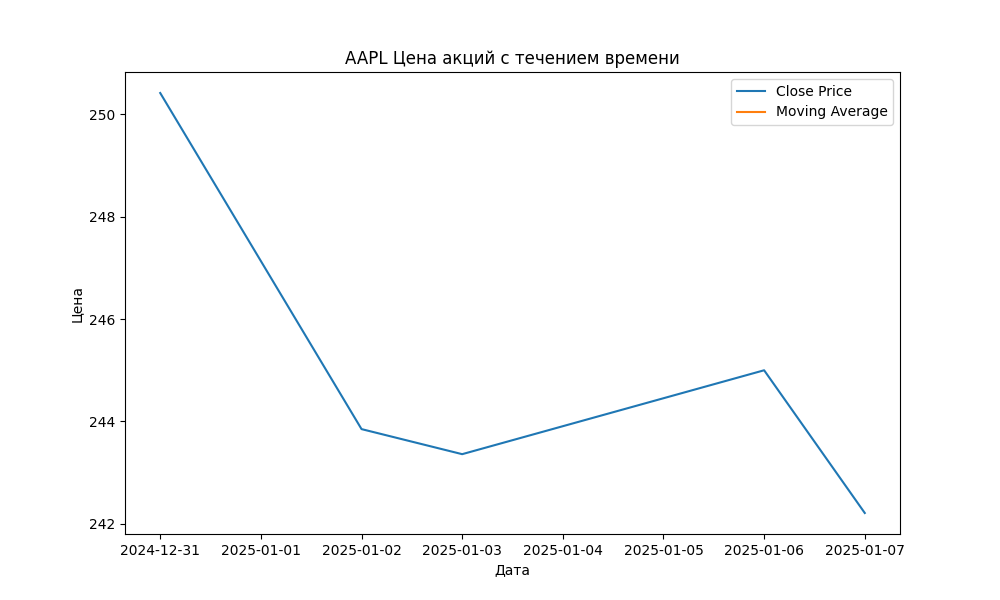 AAPL Цена акций с течением времени
Close Price
Moving Average
250
248
246
244
242
Цена
2024-12-31 2025-01-01 2025-01-02 2025-01-03 2025-01-04 2025-01-05 2025-01-06 2025-01-07
Дата